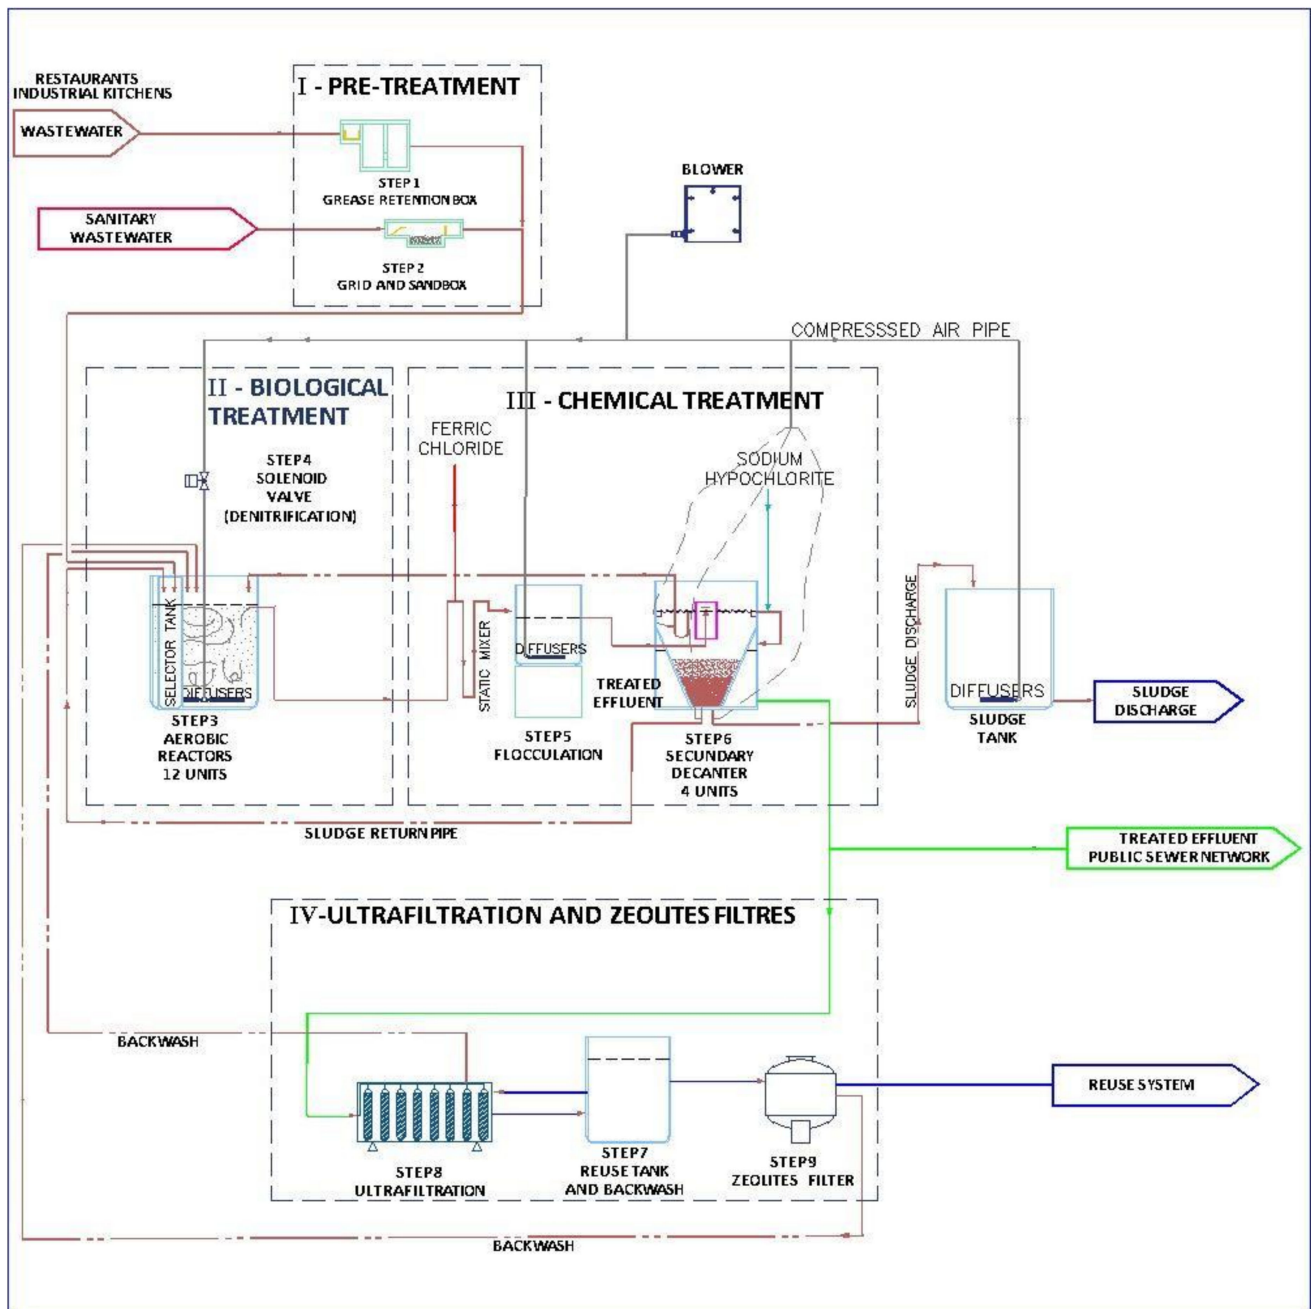 I - PRE-TREATMENT
RESTAURANTS
INDUSTRIAL KITCHENS
WASTEWATER
STEP 1
GREASE RETENTION BOX
BLOWER
SANITARY
WASTEWATER
STEP 2
GRID AND SANDBOX
COMPRESSSED AIR PIPE
II - BIOLOGICAL
TREATMENT
III - CHEMICAL TREATMENT
FERRIC
CHLORIDE
STEP4
SOLENOID
VALVE
(DENITRIFICATION)
SODIUM
HYPOCHLORITE
SELECTOR TANK
DIFFUSERS
STEP3
AEROBIC
REACTORS
12 UNITS
STATIC MIXER
DIFFUSERS
STEP5
FLOCCULATION
TREATED
EFFLUENT
STEP6
SECUNDARY
DECANTER
4 UNITS
SLUDGE DISCHARGE
DIFFUSERS
SLUDGE
TANK
SLUDGE
DISCHARGE
SLUDGE RETURN PIPE
TREATED EFFLUENT
PUBLIC SEWER NETWORK
IV-ULTRAFILTRATION AND ZEOLITES FILTRES
BACKWASH
REUSE SYSTEM
STEP8
ULTRAFILTRATION
STEP7
REUSE TANK
AND BACKWASH
STEP9
ZEOLITES FILTER
BACKWASH